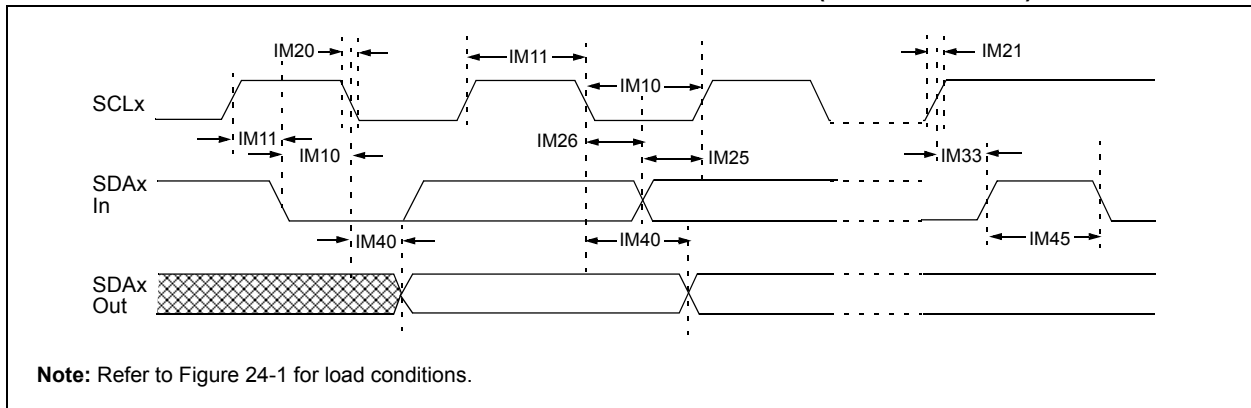 IM20
IM11
IM21
IM10
SCLx
IM11
IM10
IM26
IM25
IM33
SDAx
In
IM40
IM40
IM45
SDAx
Out
Note: Refer to Figure 24-1 for load conditions.